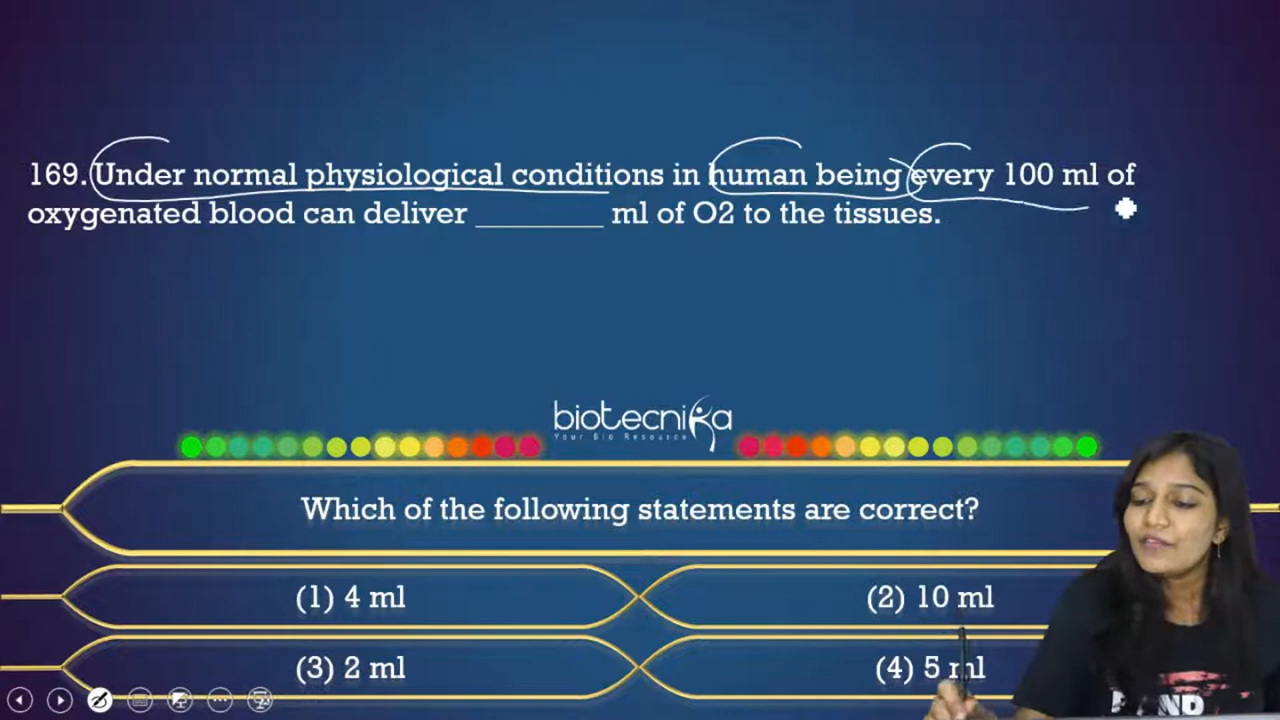 169. Under normal physiological conditions in human being every 100 ml of
oxygenated blood can deliver ________ ml of O2 to the tissues.
biotecnika
Your Bio Resource
Which of the following statements are correct?
(1) 4 ml
(2) 10 ml
(3) 2 ml
(4) 5 ml